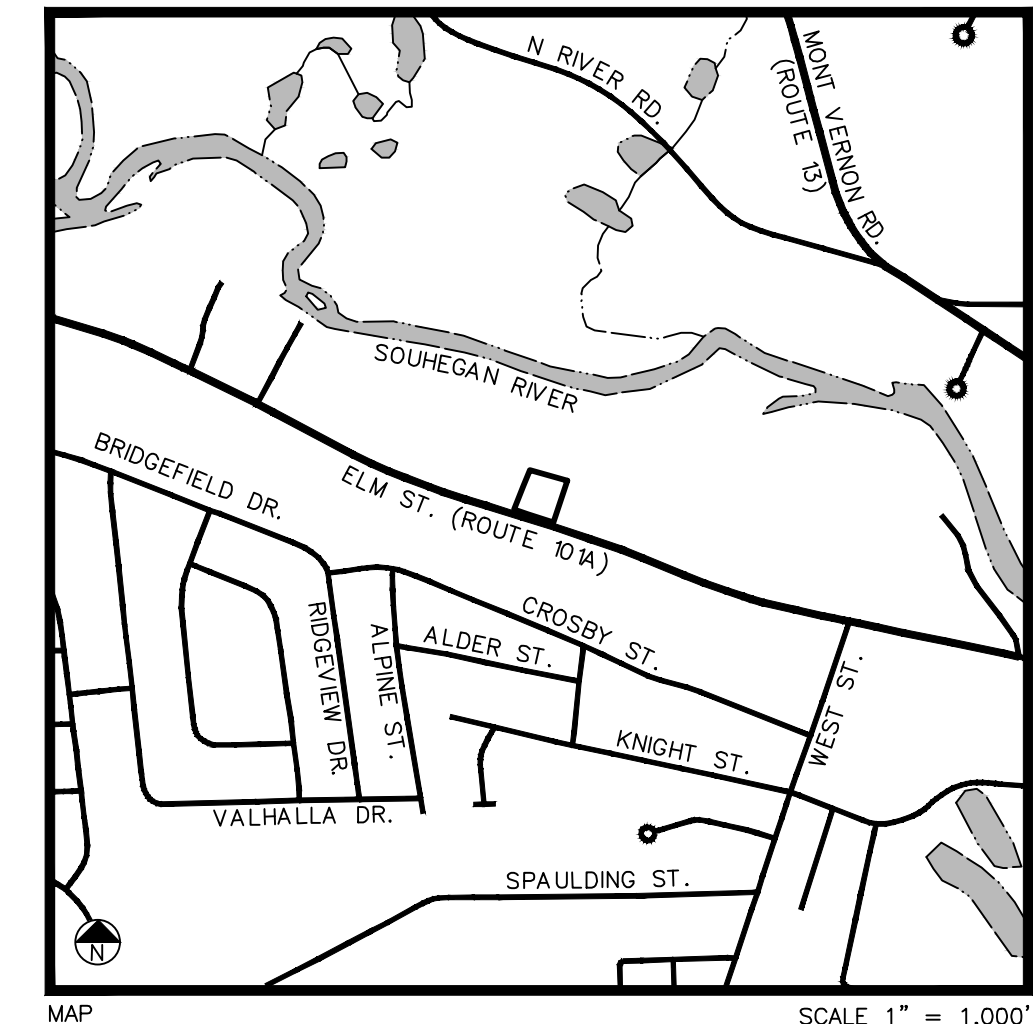 N RIVER RD.
MONT VERNON RD.
(ROUTE 13)
SOUHEGAN RIVER
BRIDGEFIELD DR.
ELM ST. (ROUTE 101A)
CROSBY ST.
ALDER ST.
RIDGEVIEW DR.
ALPINE ST.
WEST ST.
KNIGHT ST.
VALHALLA DR.
SPAULDING ST.
N
MAP
SCALE 1" = 1,000'